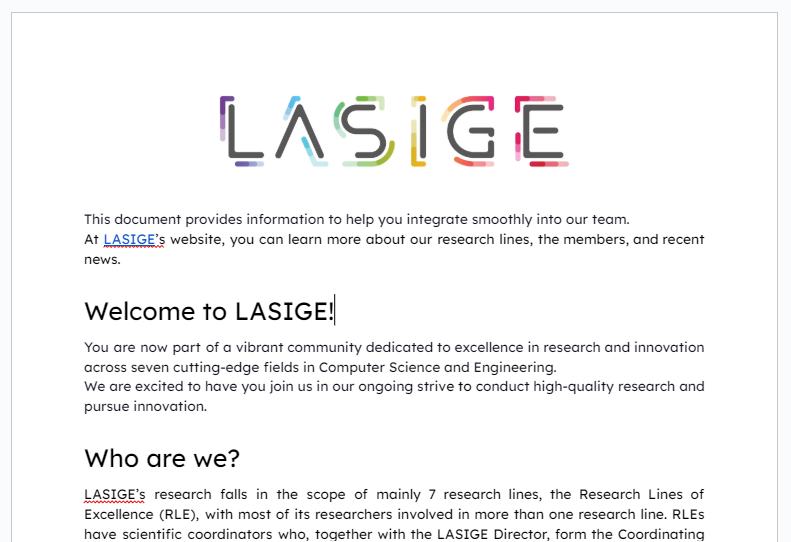 LASIGE
This document provides information to help you integrate smoothly into our team.
At LASIGE's website, you can learn more about our research lines, the members, and recent
news.
Welcome to LASIGE!
You are now part of a vibrant community dedicated to excellence in research and innovation
across seven cutting-edge fields in Computer Science and Engineering.
We are excited to have you join us in our ongoing strive to conduct high-quality research and
pursue innovation.
Who are we?
LASIGE's research falls in the scope of mainly 7 research lines, the Research Lines of
Excellence (RLE), with most of its researchers involved in more than one research line. RLEs
have scientific coordinators who, together with the LASIGE Director, form the Coordinating